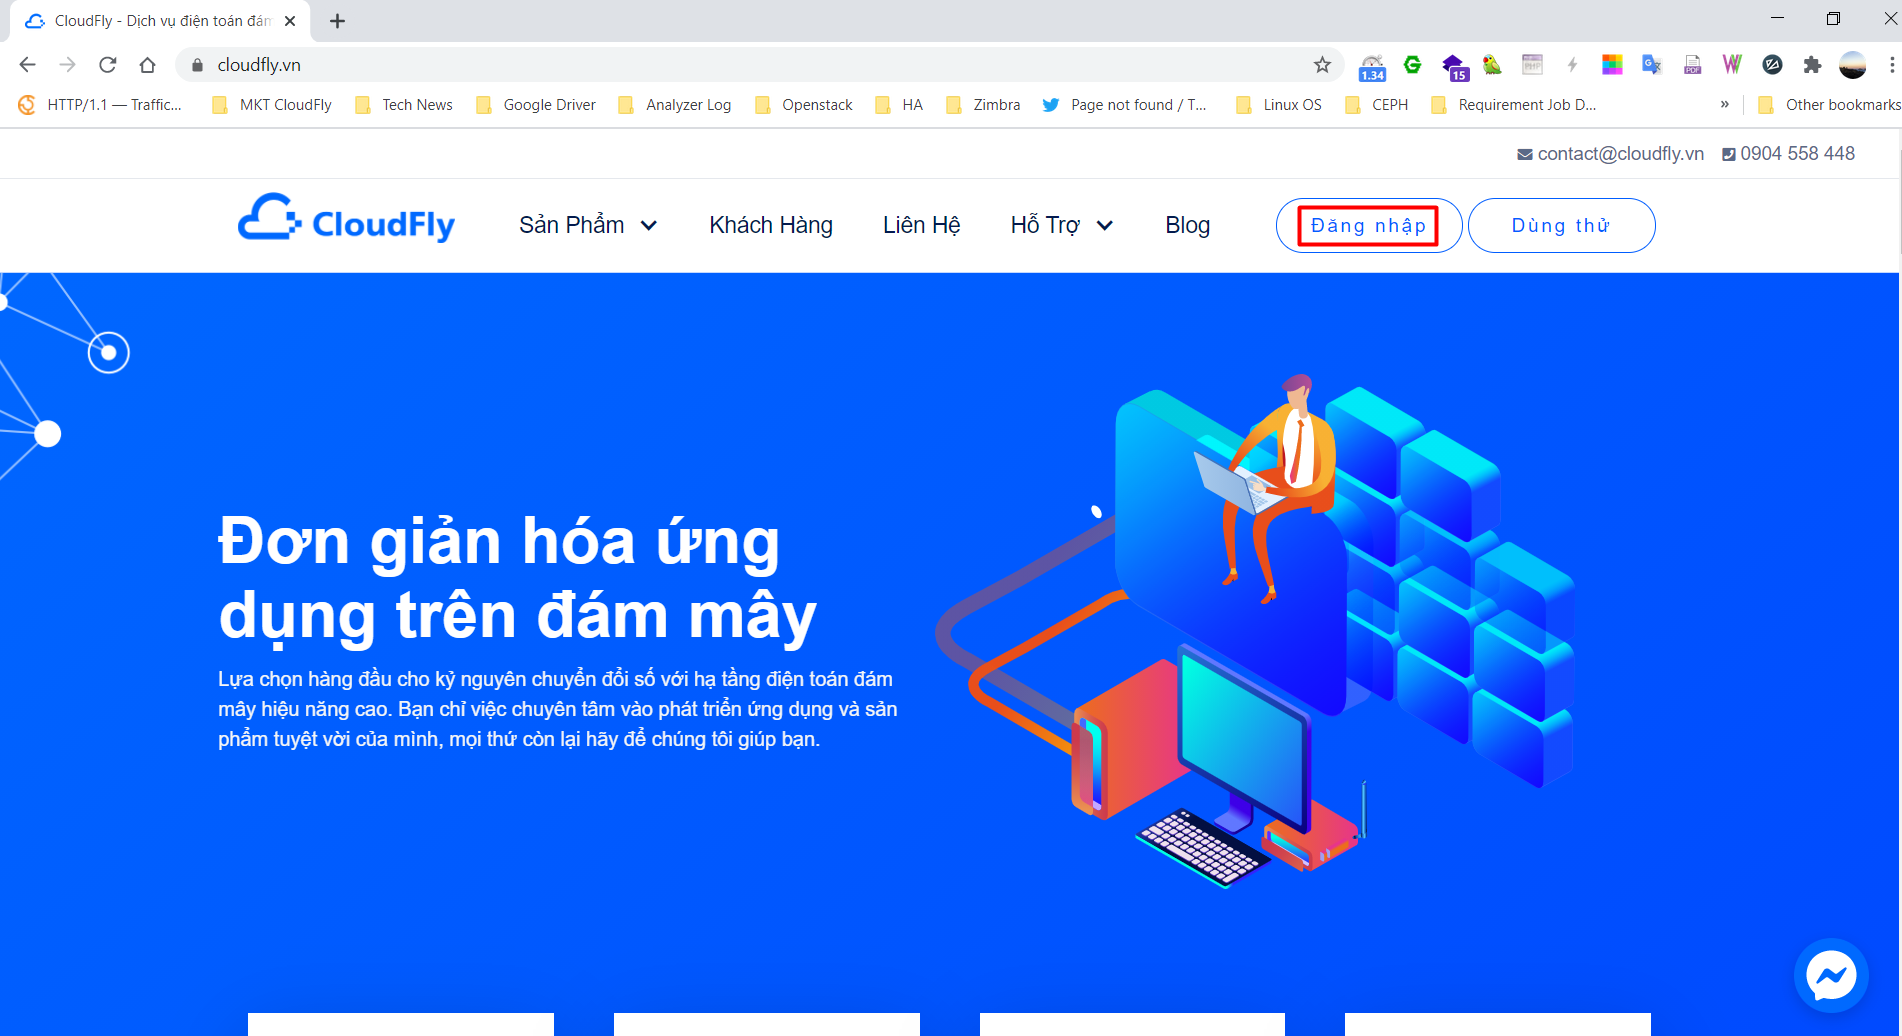 CloudFly - Dịch vụ điện toán đám
cloudfly.vn
1.34
15
HTTP/1.1 — Traffic...
MKT CloudFly
Tech News
Google Driver
Analyzer Log
Openstack
HA
Zimbra
Page not found / T...
Linux OS
CEPH
Requirement Job D...
»
Other bookmarks
contact@cloudfly.vn
0904 558 448
CloudFly
Sản Phẩm
Khách Hàng
Liên Hệ
Hỗ Trợ
Blog
Đăng nhập
Dùng thử
Đơn giản hóa ứng
dụng trên đám mây
Lựa chọn hàng đầu cho kỷ nguyên chuyển đổi số với hạ tầng điện toán đám
mây hiệu năng cao. Bạn chỉ việc chuyên tâm vào phát triển ứng dụng và sản
phẩm tuyệt vời của mình, mọi thứ còn lại hãy để chúng tôi giúp bạn.